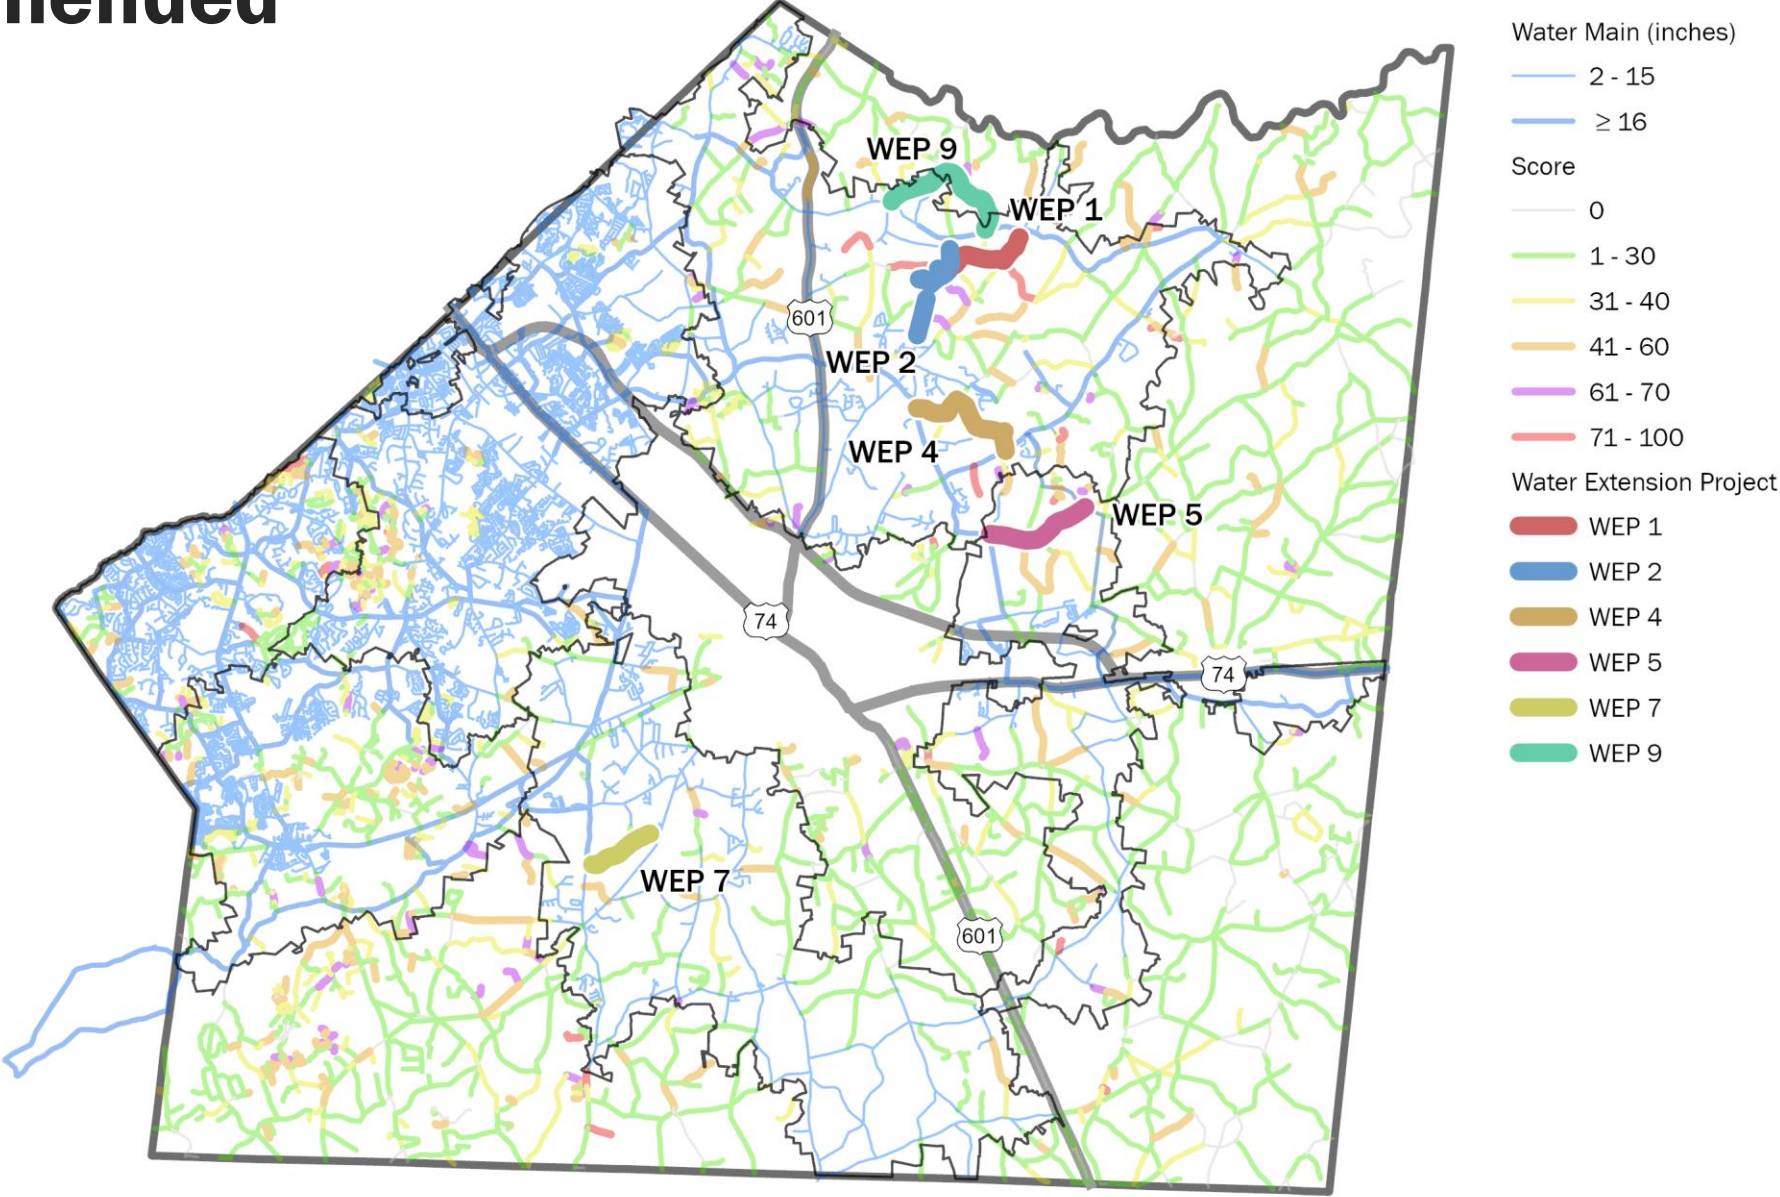 WEP 9
WEP 1
601
WEP 2
WEP 4
WEP 5
74
74
WEP 7
601
Water Main (inches)
2 - 15
≥ 16
Score
0
1 - 30
31 - 40
41 - 60
61 - 70
71 - 100
Water Extension Project
WEP 1
WEP 2
WEP 4
WEP 5
WEP 7
WEP 9